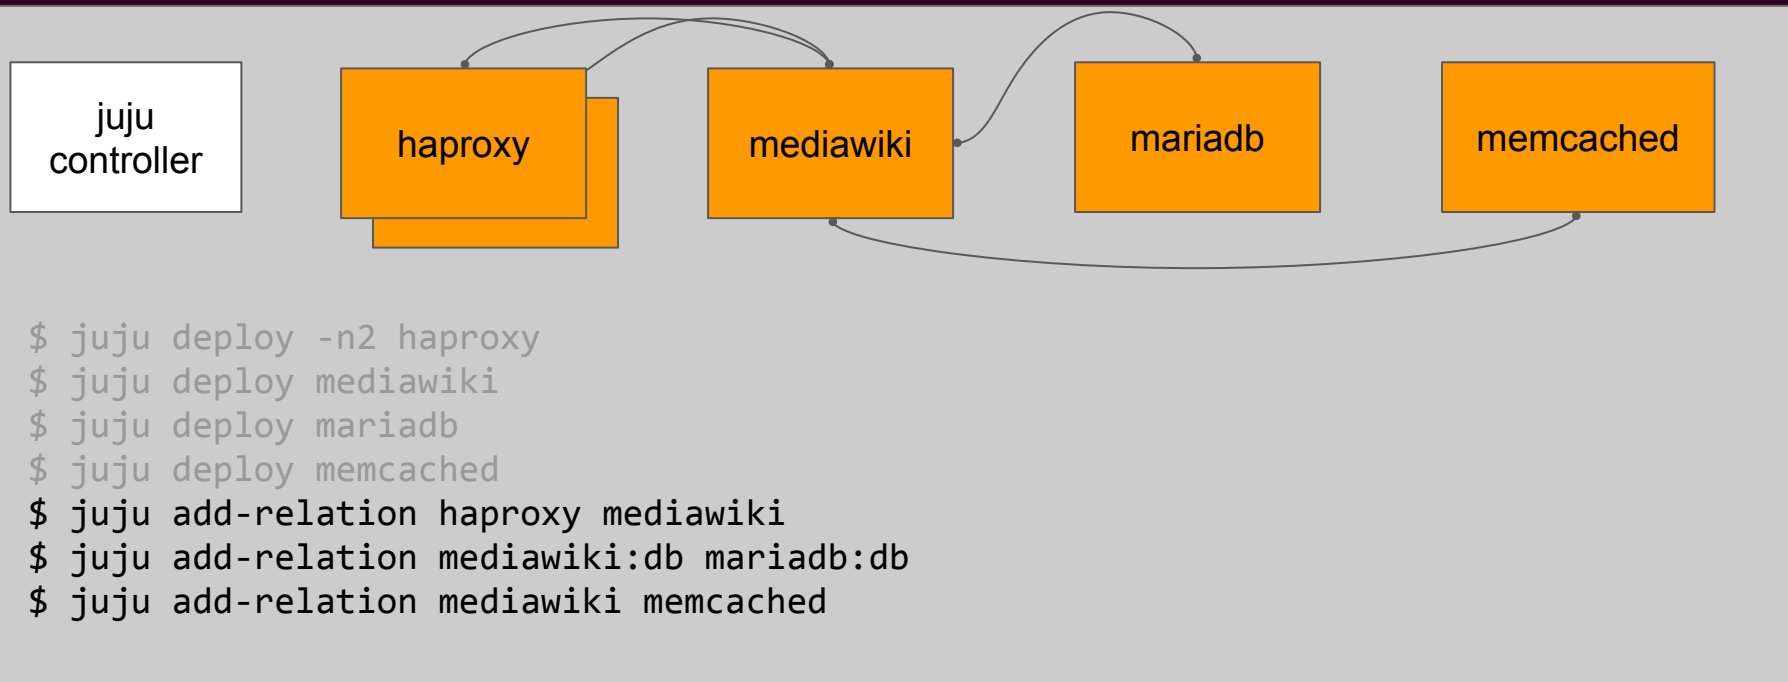 juju
controller
haproxy
mediawiki
mariadb
memcached
$ juju deploy -n2 haproxy
$ juju deploy mediawiki
$ juju deploy mariadb
$ juju deploy memcached
$ juju add-relation haproxy mediawiki
$ juju add-relation mediawiki:db mariadb:db
$ juju add-relation mediawiki memcached